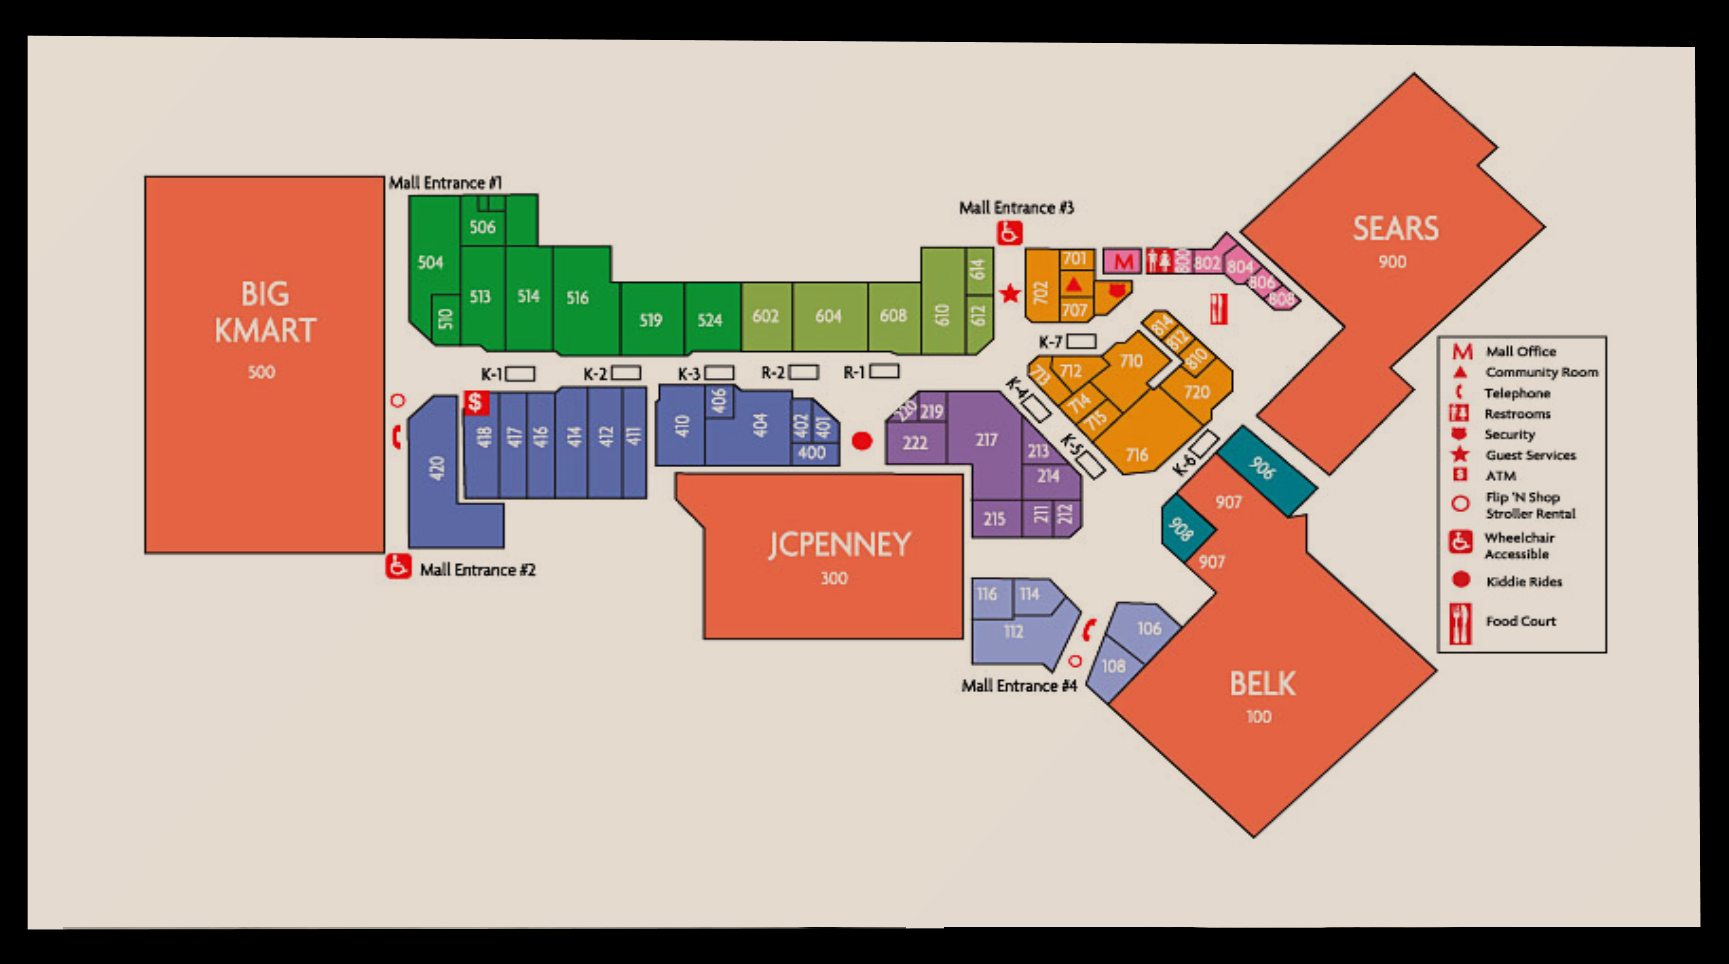 Mall Entrance #1
BIG
KMART
500
504
506
510
513
514
516
519
524
602
604
608
610
614
612
Mall Entrance #3
702
701
707
M
800
802
804
806
808
SEARS
900
K-1
K-2
K-3
R-2
R-1
K-7
K-4
K-5
K-6
713
712
710
714
715
716
720
814
812
810
$
420
418
417
416
414
412
411
410
406
404
402
401
400
220
219
222
217
213
214
215
211
212
JCPENNEY
300
Mall Entrance #2
116
114
112
106
108
Mall Entrance #4
906
907
908
907
BELK
100
M Mall Office
Community Room
Telephone
Restrooms
Security
Guest Services
$ ATM
Flip 'N Shop
Stroller Rental
Wheelchair
Accessible
Kiddie Rides
Food Court